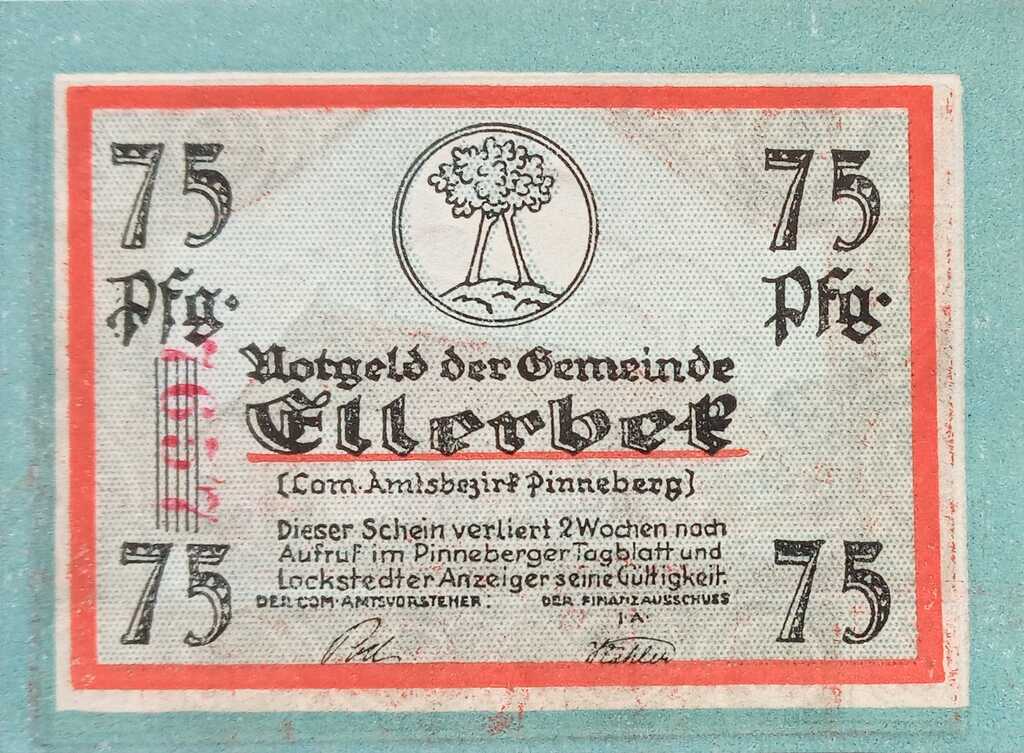 75 75
Pfg. Pfg.
Notgeld der Gemeinde
Ellerbek
(Com. Amtsbezirk Pinneberg)
Dieser Schein verliert 2 Wochen nach
Aufruf im Pinneberger Tagblatt und
Lockstedter Anzeiger seine Gültigkeit.
DER COM. AMTSVORSTEHER: DER FINANZAUSSCHUSS
I.A.
75 75